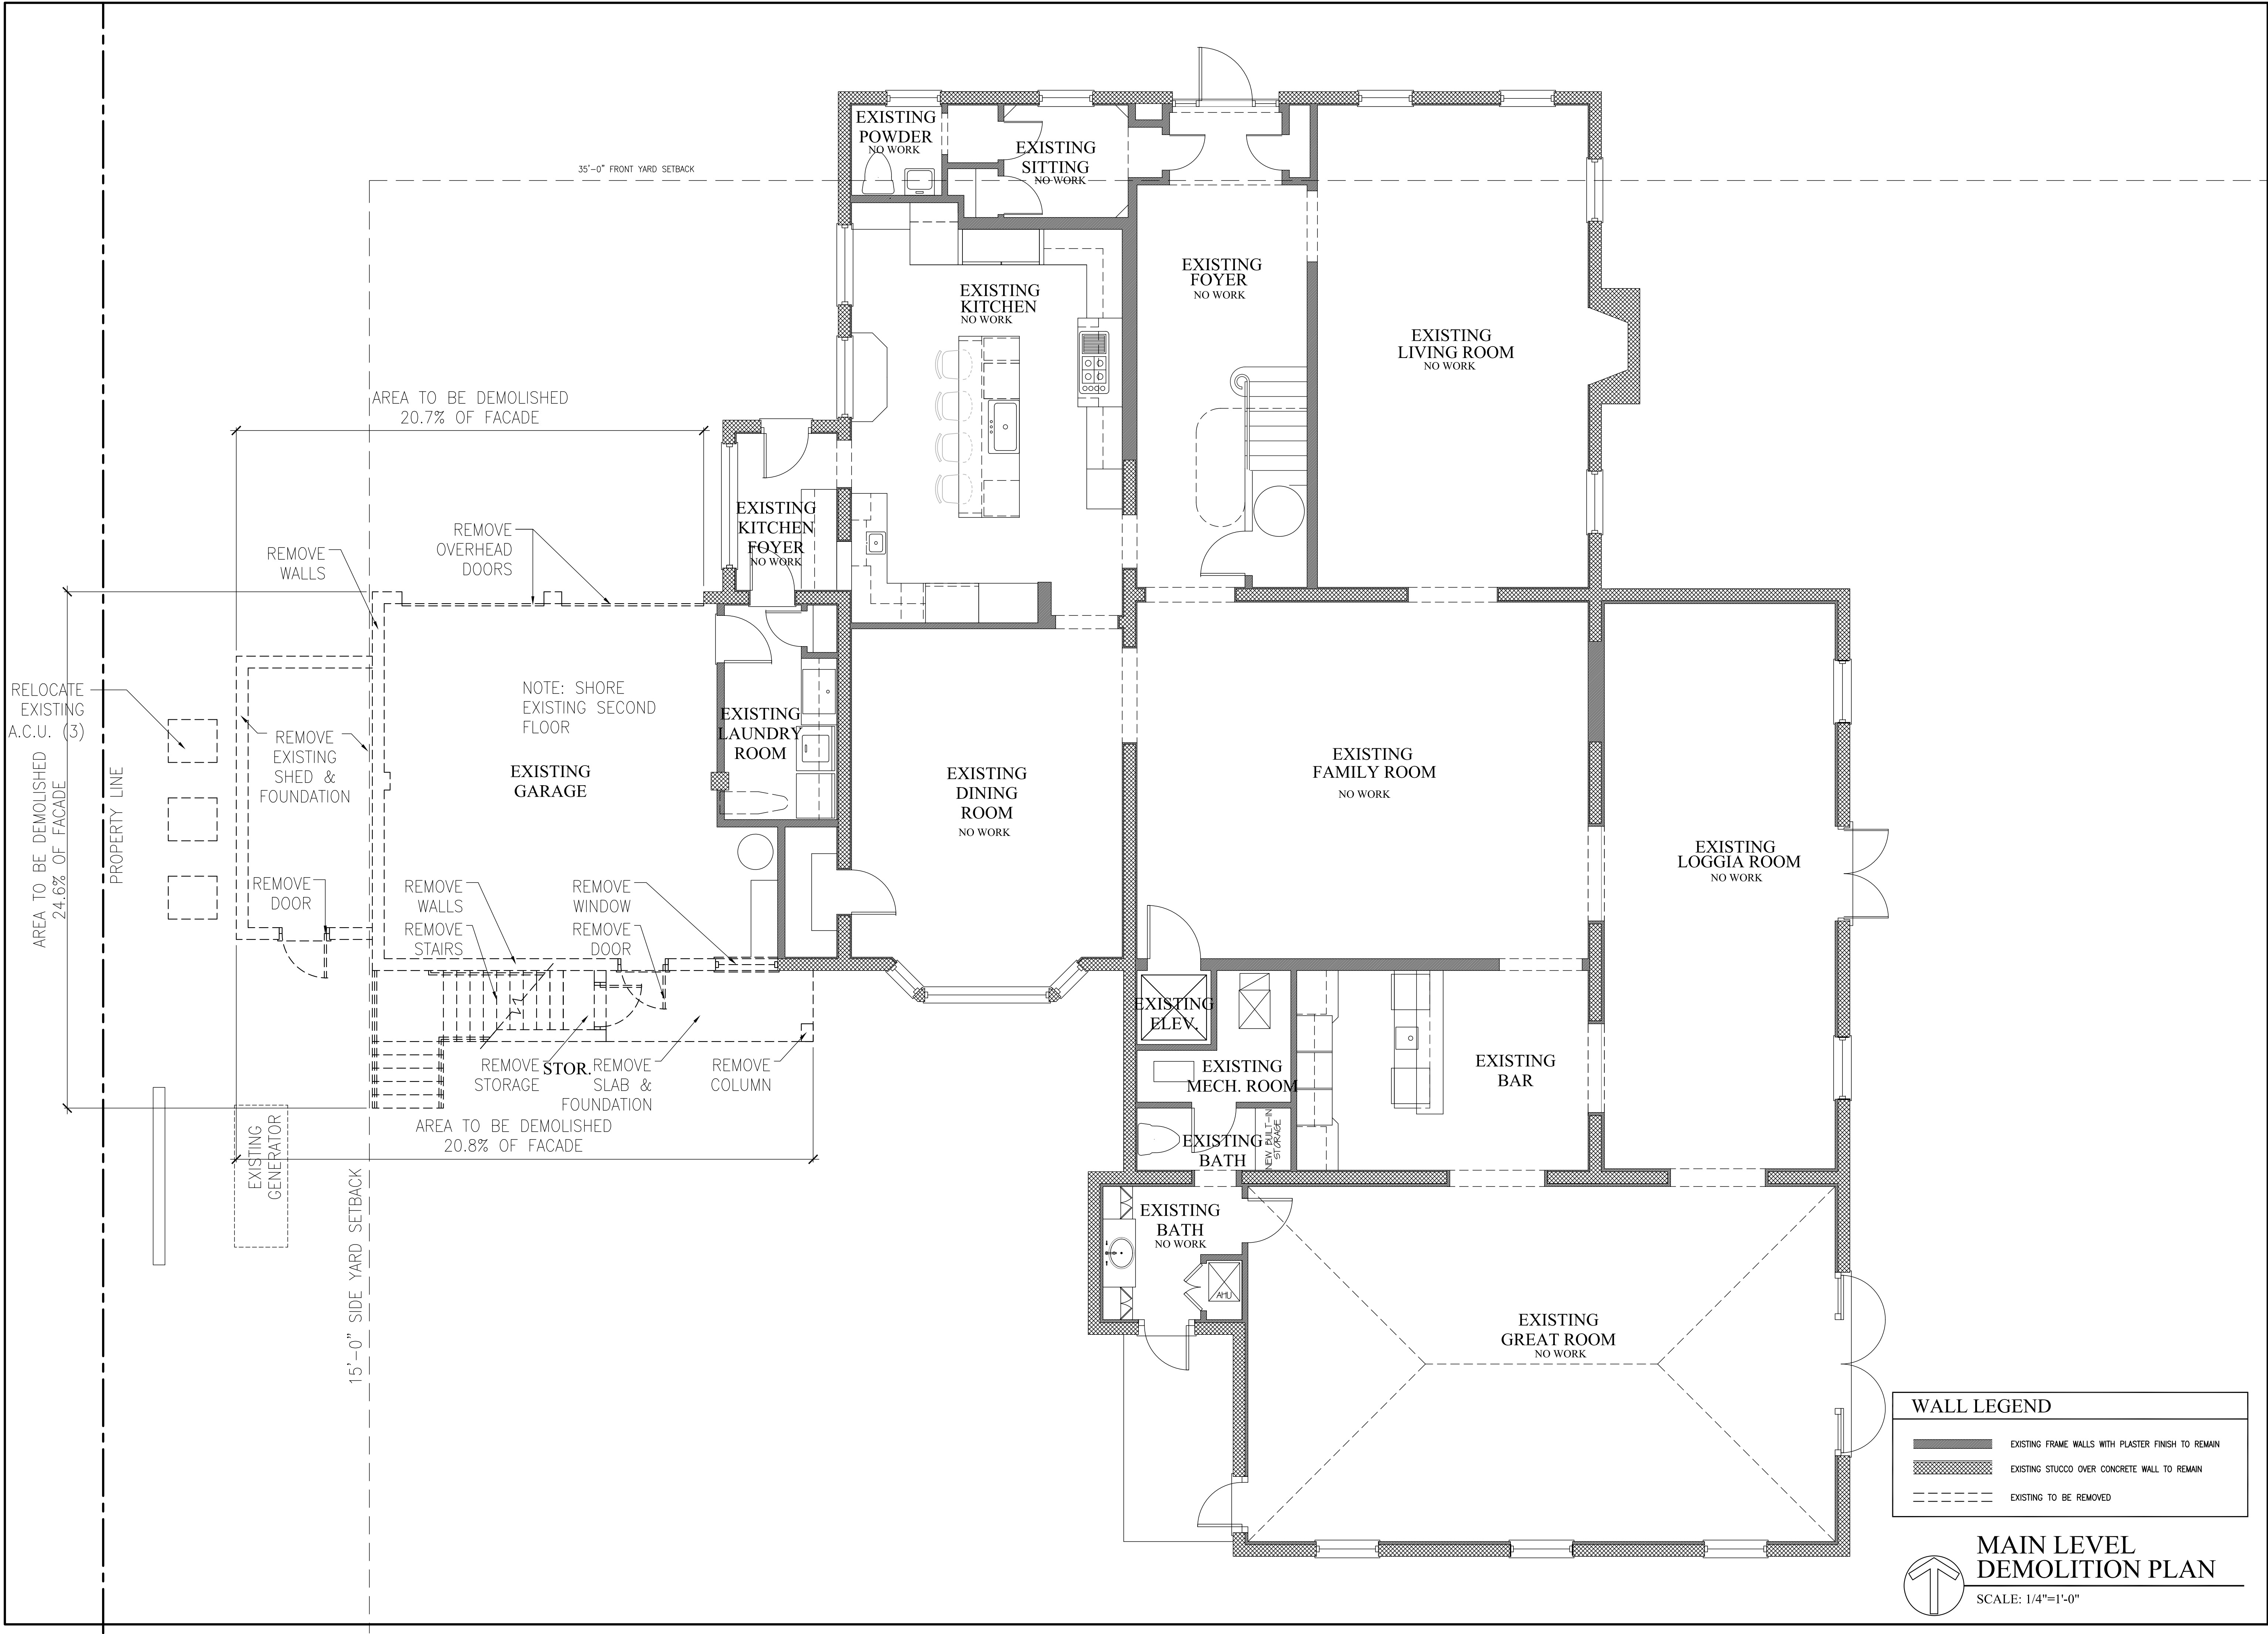 EXISTING
POWDER
NO WORK
EXISTING
SITTING
NO WORK
35'-0" FRONT YARD SETBACK
EXISTING
FOYER
NO WORK
EXISTING
KITCHEN
NO WORK
EXISTING
LIVING ROOM
NO WORK
AREA TO BE DEMOLISHED
20.7% OF FACADE
EXISTING
KITCHEN
FOYER
NO WORK
REMOVE
OVERHEAD
DOORS
REMOVE
WALLS
RELOCATE
EXISTING
A.C.U. (3)
REMOVE
EXISTING
SHED &
FOUNDATION
NOTE: SHORE
EXISTING SECOND
FLOOR
EXISTING
GARAGE
EXISTING
LAUNDRY
ROOM
EXISTING
DINING
ROOM
NO WORK
EXISTING
FAMILY ROOM
NO WORK
EXISTING
LOGGIA ROOM
NO WORK
AREA TO BE DEMOLISHED
24.6% OF FACADE
PROPERTY LINE
REMOVE
DOOR
REMOVE
WALLS
REMOVE
STAIRS
REMOVE
WINDOW
REMOVE
DOOR
EXISTING
ELEV.
EXISTING
MECH. ROOM
EXISTING
BAR
REMOVE
STORAGE
STOR.
REMOVE
SLAB &
FOUNDATION
REMOVE
COLUMN
AREA TO BE DEMOLISHED
20.8% OF FACADE
EXISTING
GENERATOR
15'-0" SIDE YARD SETBACK
EXISTING
BATH
NEW BUILT-IN
STORAGE
EXISTING
BATH
NO WORK
AHU
EXISTING
GREAT ROOM
NO WORK
WALL LEGEND
EXISTING FRAME WALLS WITH PLASTER FINISH TO REMAIN
EXISTING STUCCO OVER CONCRETE WALL TO REMAIN
EXISTING TO BE REMOVED
MAIN LEVEL
DEMOLITION PLAN
SCALE: 1/4"=1'-0"